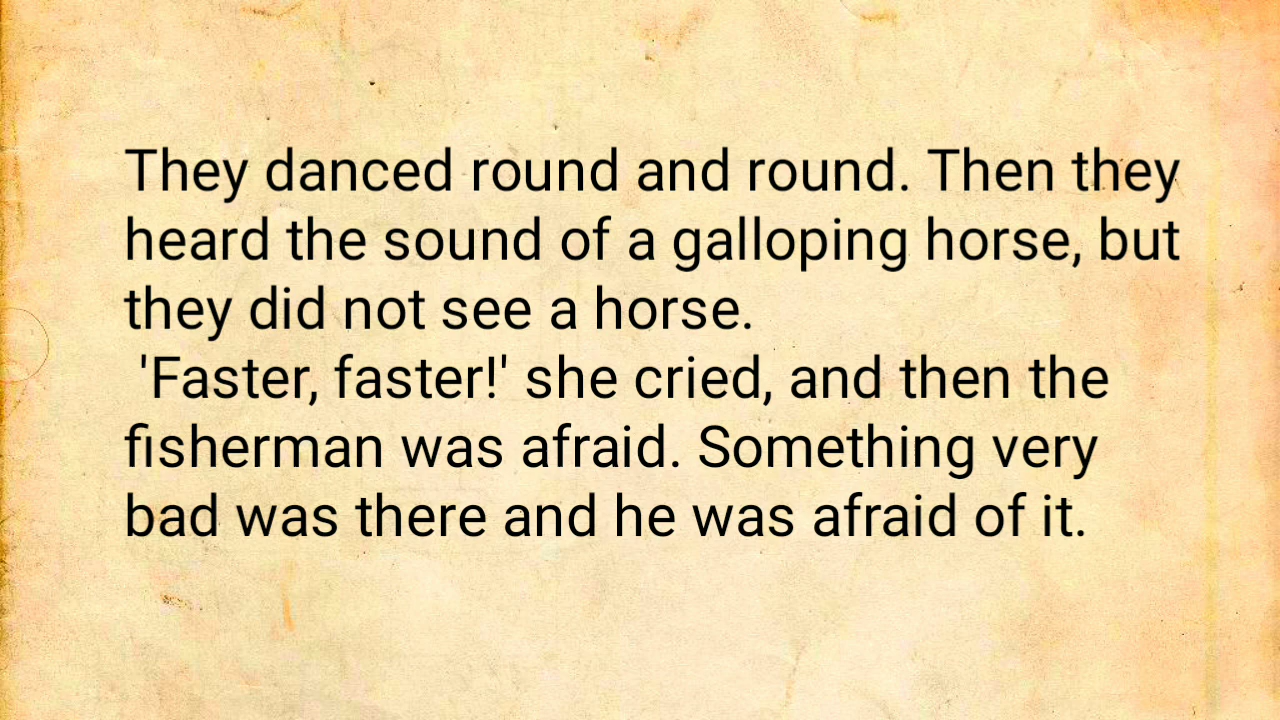 They danced round and round. Then they
heard the sound of a galloping horse, but
they did not see a horse.
'Faster, faster!' she cried, and then the
fisherman was afraid. Something very
bad was there and he was afraid of it.